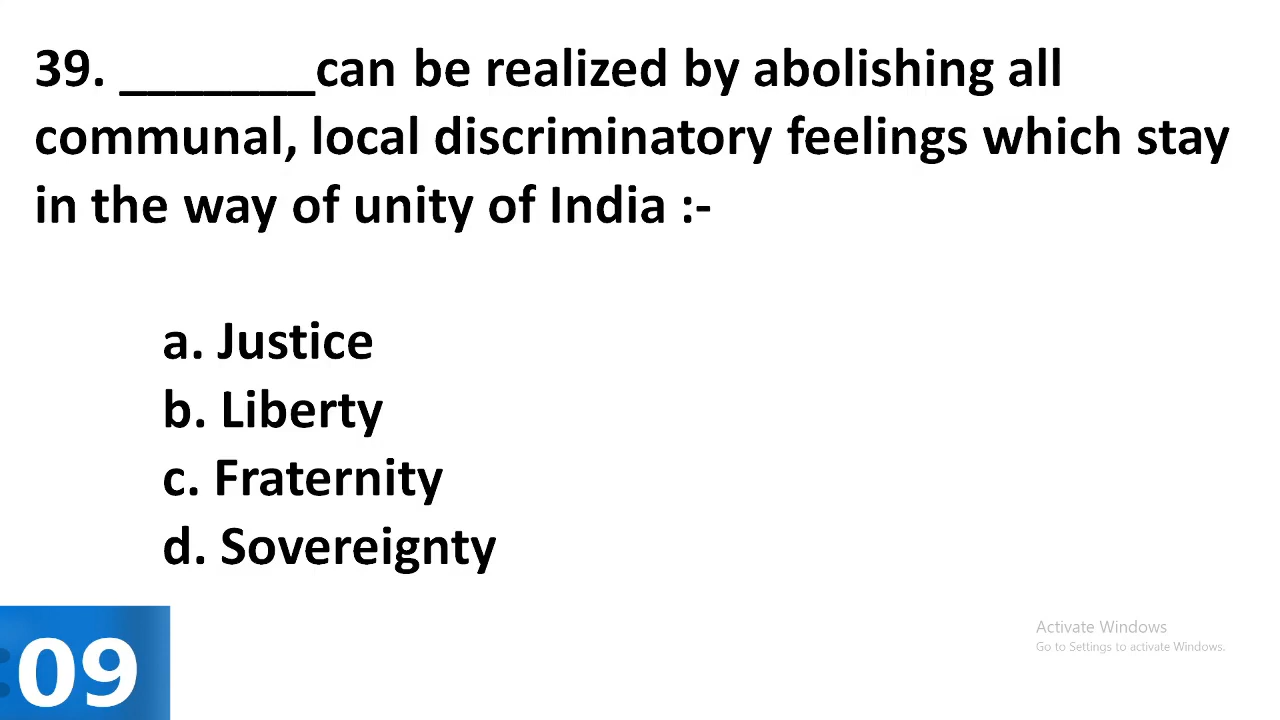 39. _______can be realized by abolishing all
communal, local discriminatory feelings which stay
in the way of unity of India :-
a. Justice
b. Liberty
c. Fraternity
d. Sovereignty
09
Activate Windows
Go to Settings to activate Windows.